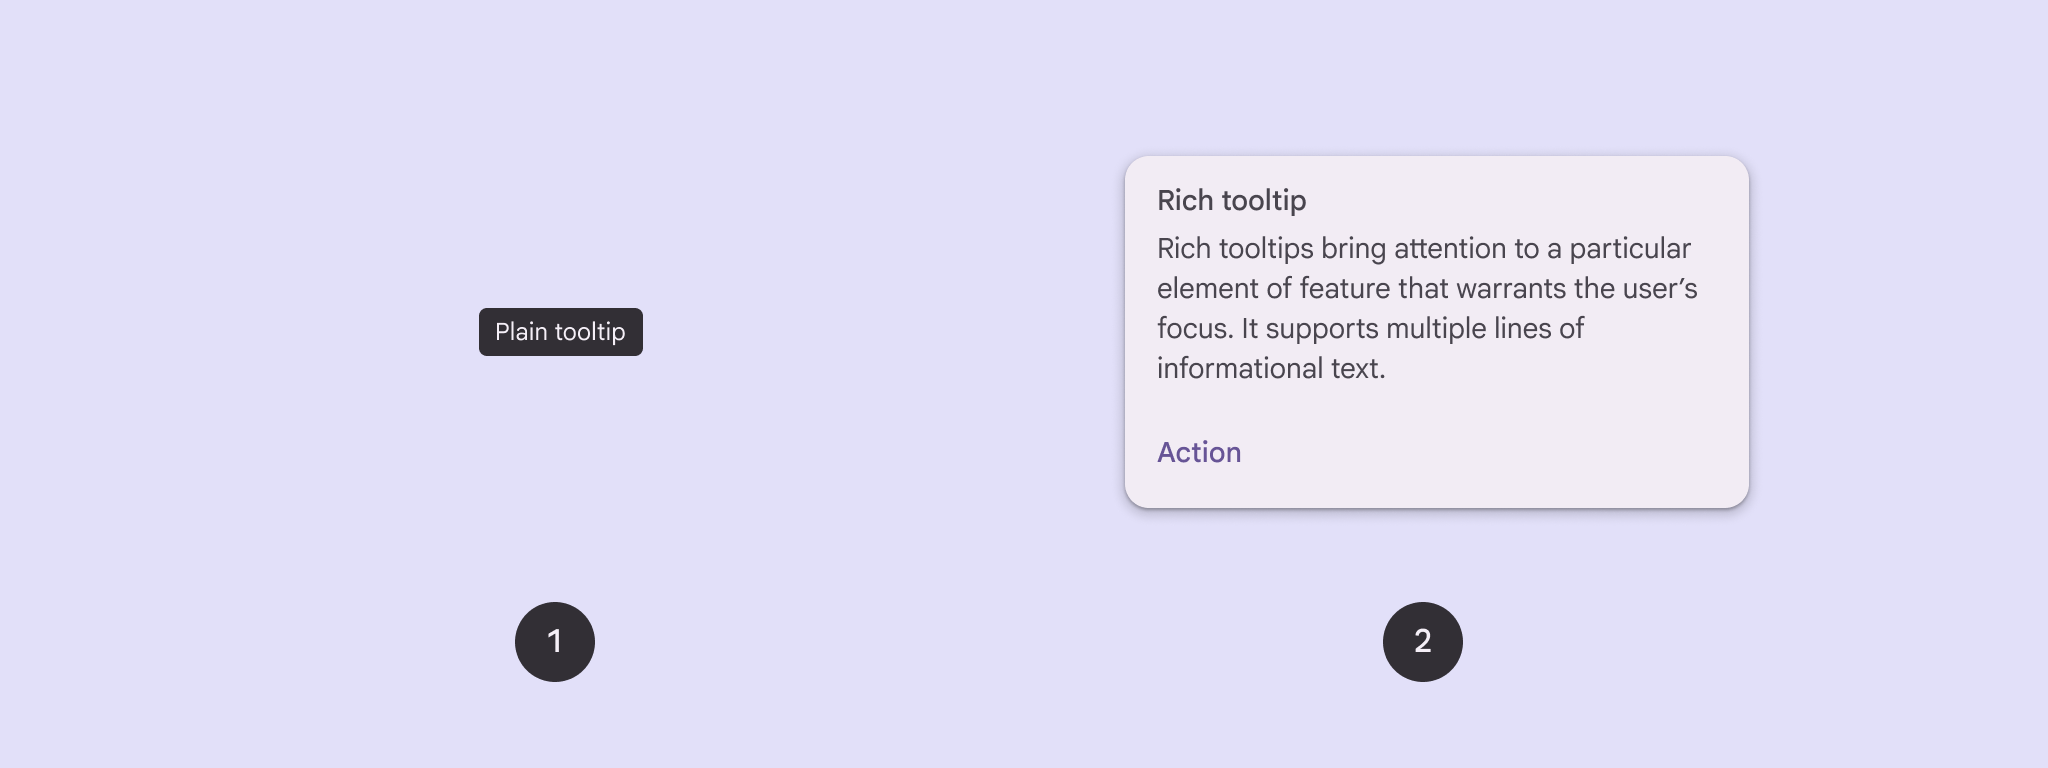 Plain tooltip
Rich tooltip
Rich tooltips bring attention to a particular
element of feature that warrants the user’s
focus. It supports multiple lines of
informational text.
Action
1
2